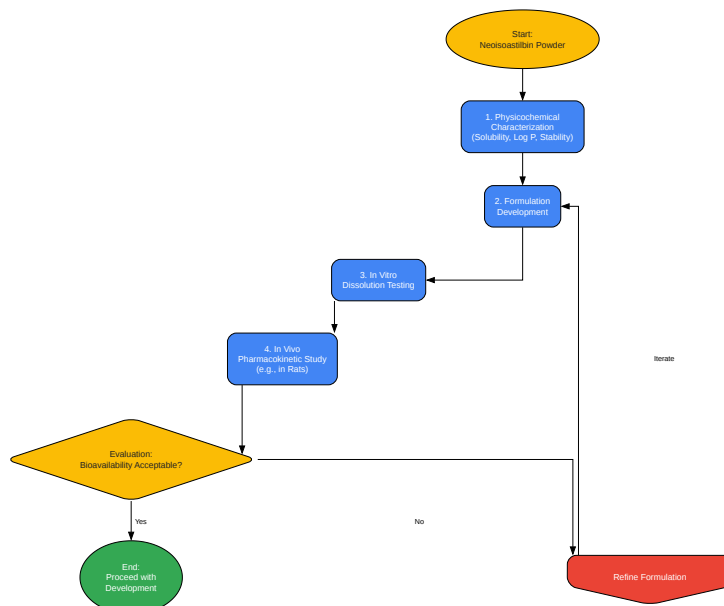 Start:
Neoisoastilbin Powder
1. Physicochemical
Characterization
(Solubility, Log P, Stability)
2. Formulation
Development
3. In Vitro
Dissolution Testing
4. In Vivo
Pharmacokinetic Study
(e.g., in Rats)
Iterate
Evaluation:
Bioavailability Acceptable?
Yes
No
End:
Proceed with
Development
Refine Formulation